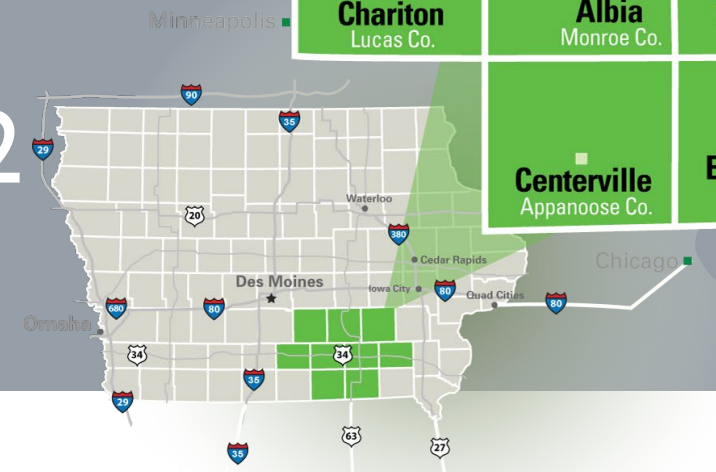 Minneapolis
Chariton
Lucas Co.
Albia
Monroe Co.
2
90
35
29
Centerville
Appanoose Co.
Waterloo
20
380
Cedar Rapids
Chicago
Des Moines
Iowa City
80
Quad Cities
80
680
80
Omaha
34
34
35
29
63
27
35